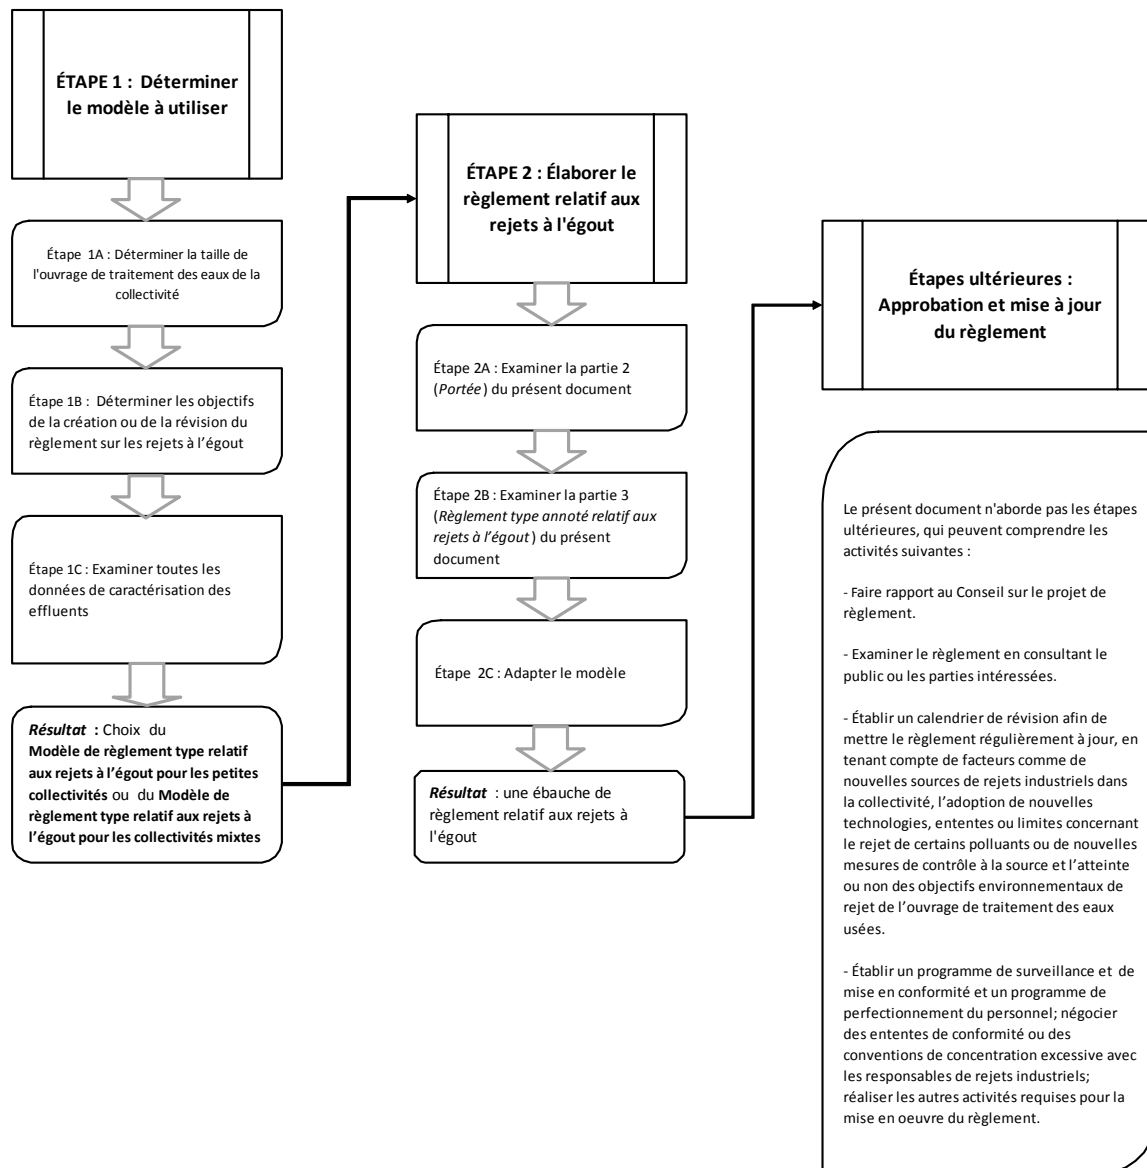 ÉTAPE 1 : Déterminer
le modèle à utiliser
Étape 1A : Déterminer la taille de
l'ouvrage de traitement des eaux de la
collectivité
Étape 1B : Déterminer les objectifs
de la création ou de la révision du
règlement sur les rejets à l’égout
Étape 1C : Examiner toutes les
données de caractérisation des
effluents
Résultat : Choix du
Modèle de règlement type relatif
aux rejets à l’égout pour les petites
collectivités ou du Modèle de
règlement type relatif aux rejets à
l’égout pour les collectivités mixtes
ÉTAPE 2 : Élaborer le
règlement relatif aux
rejets à l'égout
Étape 2A : Examiner la partie 2
(Portée) du présent document
Étape 2B : Examiner la partie 3
(Règlement type annoté relatif aux
rejets à l’égout) du présent
document
Étape 2C : Adapter le modèle
Résultat : une ébauche de
règlement relatif aux rejets à
l'égout
Étapes ultérieures :
Approbation et mise à jour
du règlement
Le présent document n'aborde pas les étapes
ultérieures, qui peuvent comprendre les
activités suivantes :
- Faire rapport au Conseil sur le projet de
règlement.
- Examiner le règlement en consultant le
public ou les parties intéressées.
- Établir un calendrier de révision afin de
mettre le règlement régulièrement à jour, en
tenant compte de facteurs comme de
nouvelles sources de rejets industriels dans
la collectivité, l’adoption de nouvelles
technologies, ententes ou limites concernant
le rejet de certains polluants ou de nouvelles
mesures de contrôle à la source et l’atteinte
ou non des objectifs environnementaux de
rejet de l’ouvrage de traitement des eaux
usées.
- Établir un programme de surveillance et de
mise en conformité et un programme de
perfectionnement du personnel; négocier
des ententes de conformité ou des
conventions de concentration excessive avec
les responsables de rejets industriels;
réaliser les autres activités requises pour la
mise en oeuvre du règlement.